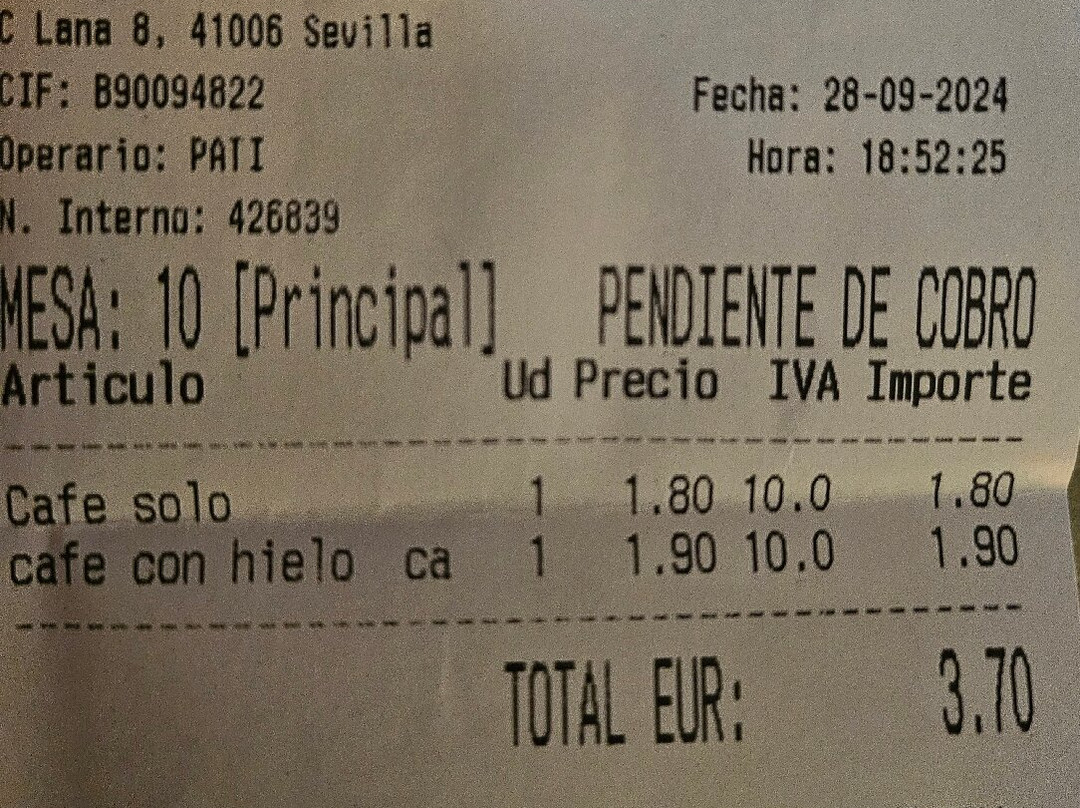 C Lana 8, 41006 Sevilla
CIF: B90094822 Fecha: 28-09-2024
Operario: PATI Hora: 18:52:25
N. Interno: 426839
MESA: 10 [Principal] PENDIENTE DE COBRO
Articulo Ud Precio IVA Importe
Cafe solo 1 1.80 10.0 1.80
cafe con hielo ca 1 1.90 10.0 1.90
TOTAL EUR: 3.70